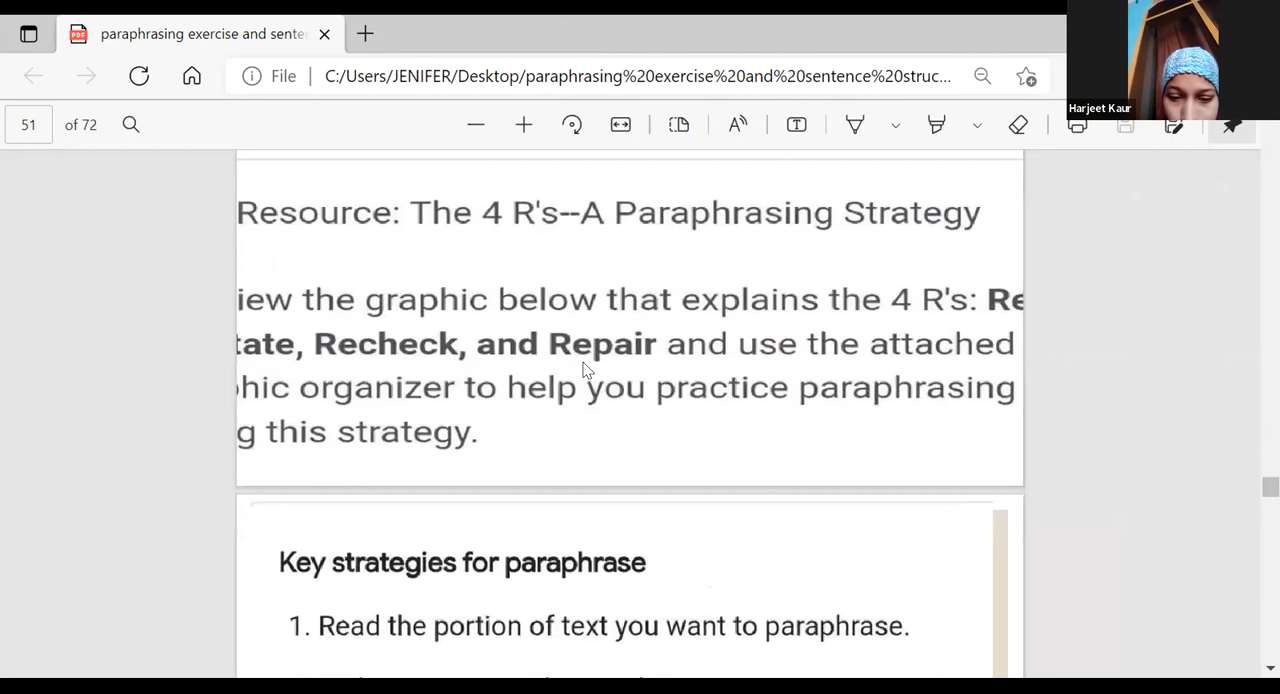 paraphrasing exercise and sente
File C:/Users/JENIFER/Desktop/paraphrasing%20exercise%20and%20sentence%20struc...
Harjeet Kaur
51 of 72
Resource: The 4 R's--A Paraphrasing Strategy
iew the graphic below that explains the 4 R's: Re
tate, Recheck, and Repair and use the attached
hic organizer to help you practice paraphrasing
g this strategy.
Key strategies for paraphrase
1. Read the portion of text you want to paraphrase.